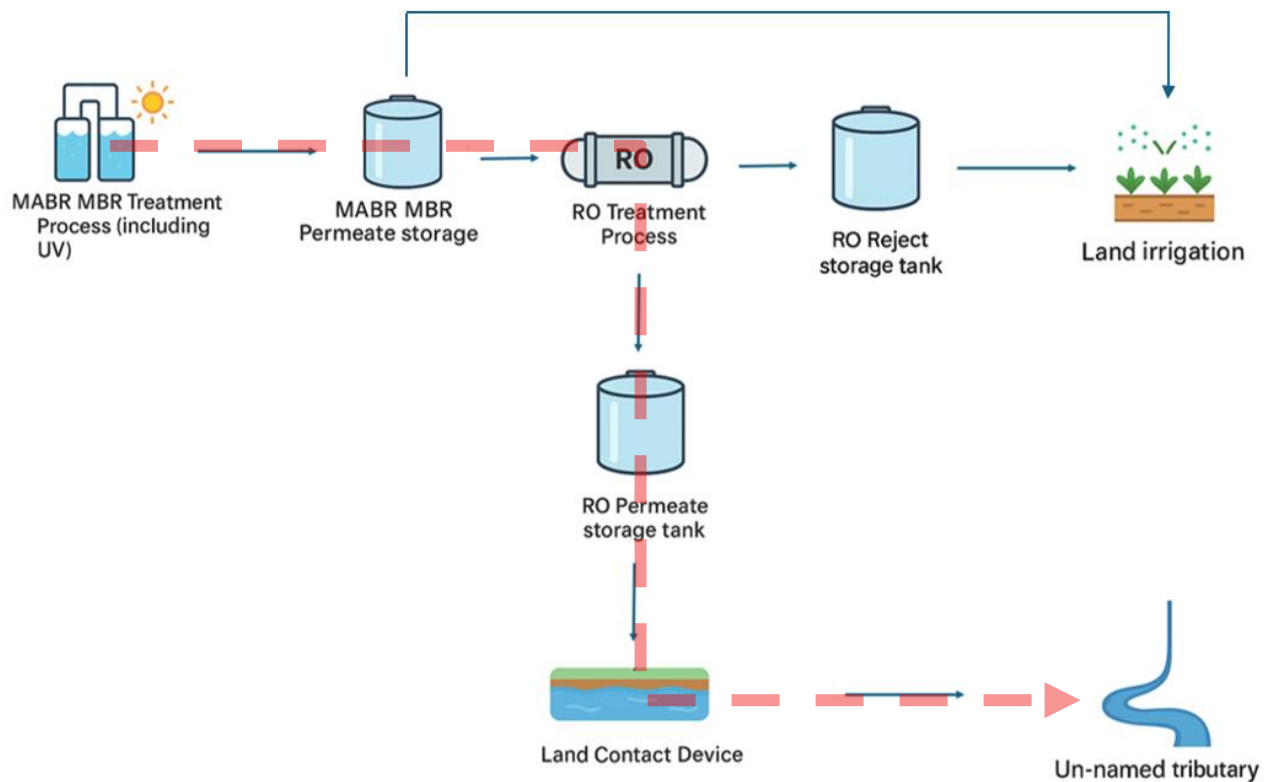 MABR MBR Treatment
Process (including
UV)
MABR MBR
Permeate storage
RO
RO Treatment
Process
RO Reject
storage tank
Land irrigation
RO Permeate
storage tank
Land Contact Device
Un-named tributary